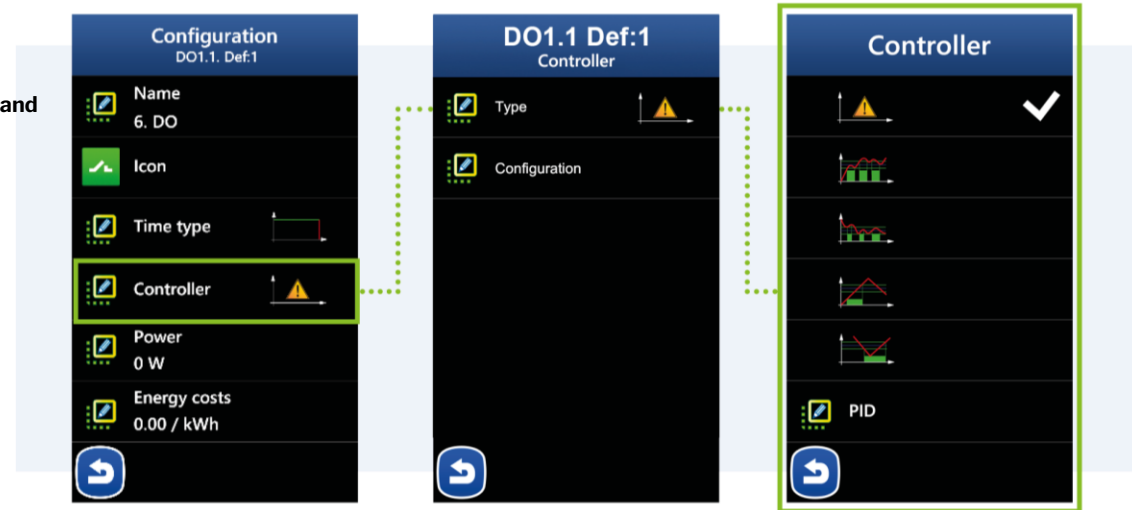 and
Configuration
DO1.1. Def:1
Name
6. DO
Icon
Time type
Controller
Power
0 W
Energy costs
0.00 / kWh
DO1.1 Def:1
Controller
Type
Configuration
Controller
PID